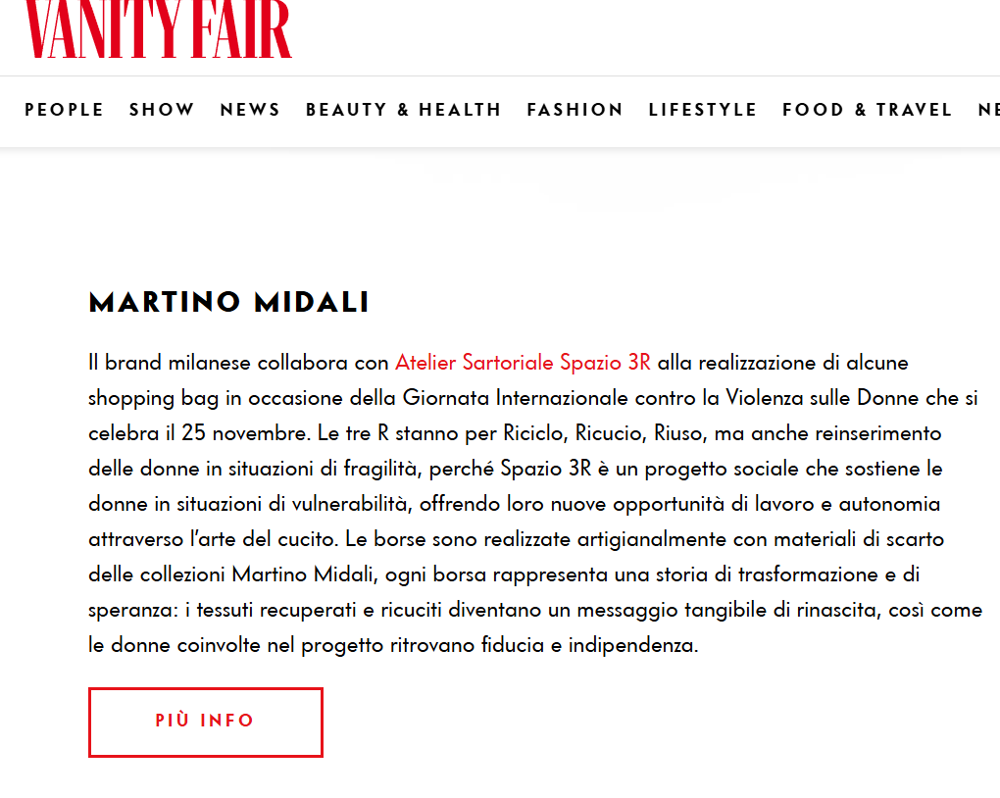 VANITY FAIR
PEOPLE SHOW NEWS BEAUTY & HEALTH FASHION LIFESTYLE FOOD & TRAVEL
MARTINO MIDALI
Il brand milanese collabora con Atelier Sartoriale Spazio 3R alla realizzazione di alcune
shopping bag in occasione della Giornata Internazionale contro la Violenza sulle Donne che si
celebra il 25 novembre. Le tre R stanno per Riciclo, Ricucio, Riuso, ma anche reinserimento
delle donne in situazioni di fragilità, perché Spazio 3R è un progetto sociale che sostiene le
donne in situazioni di vulnerabilità, offrendo loro nuove opportunità di lavoro e autonomia
attraverso l’arte del cucito. Le borse sono realizzate artigianalmente con materiali di scarto
delle collezioni Martino Midali, ogni borsa rappresenta una storia di trasformazione e di
speranza: i tessuti recuperati e ricuciti diventano un messaggio tangibile di rinascita, così come
le donne coinvolte nel progetto ritrovano fiducia e indipendenza.
PIÙ INFO